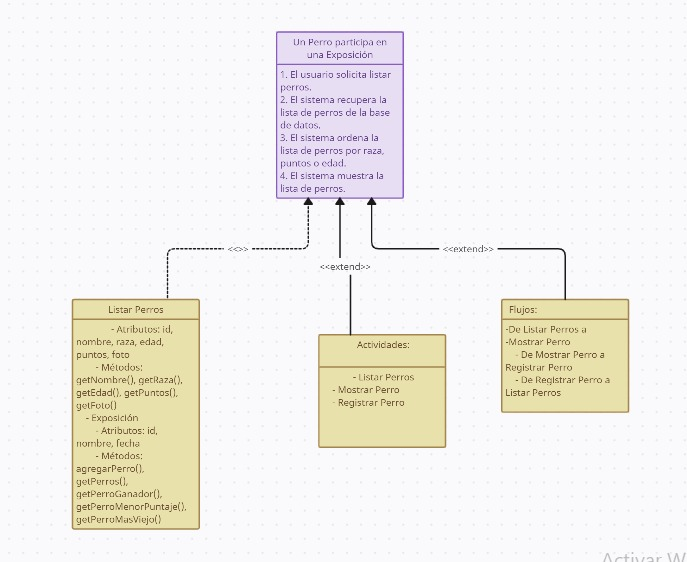 Un Perro participa en
una Exposición
1. El usuario solicita listar
perros.
2. El sistema recupera la
lista de perros de la base
de datos.
3. El sistema ordena la
lista de perros por raza,
puntos o edad.
4. El sistema muestra la
lista de perros.
<<>>
<<extend>>
<<extend>>
Listar Perros
- Atributos: id,
nombre, raza, edad,
puntos, foto
- Métodos:
getNombre(), getRaza(),
getEdad(), getPuntos(),
getFoto()
- Exposición
- Atributos: id,
nombre, fecha
- Métodos:
agregarPerro(),
getPerros(),
getPerroGanador(),
getPerroMenorPuntaje(),
getPerroMasViejo()
Actividades:
- Listar Perros
- Mostrar Perro
- Registrar Perro
Flujos:
-De Listar Perros a
-Mostrar Perro
- De Mostrar Perro a
Registrar Perro
- De Registrar Perro a
Listar Perros
Activar W